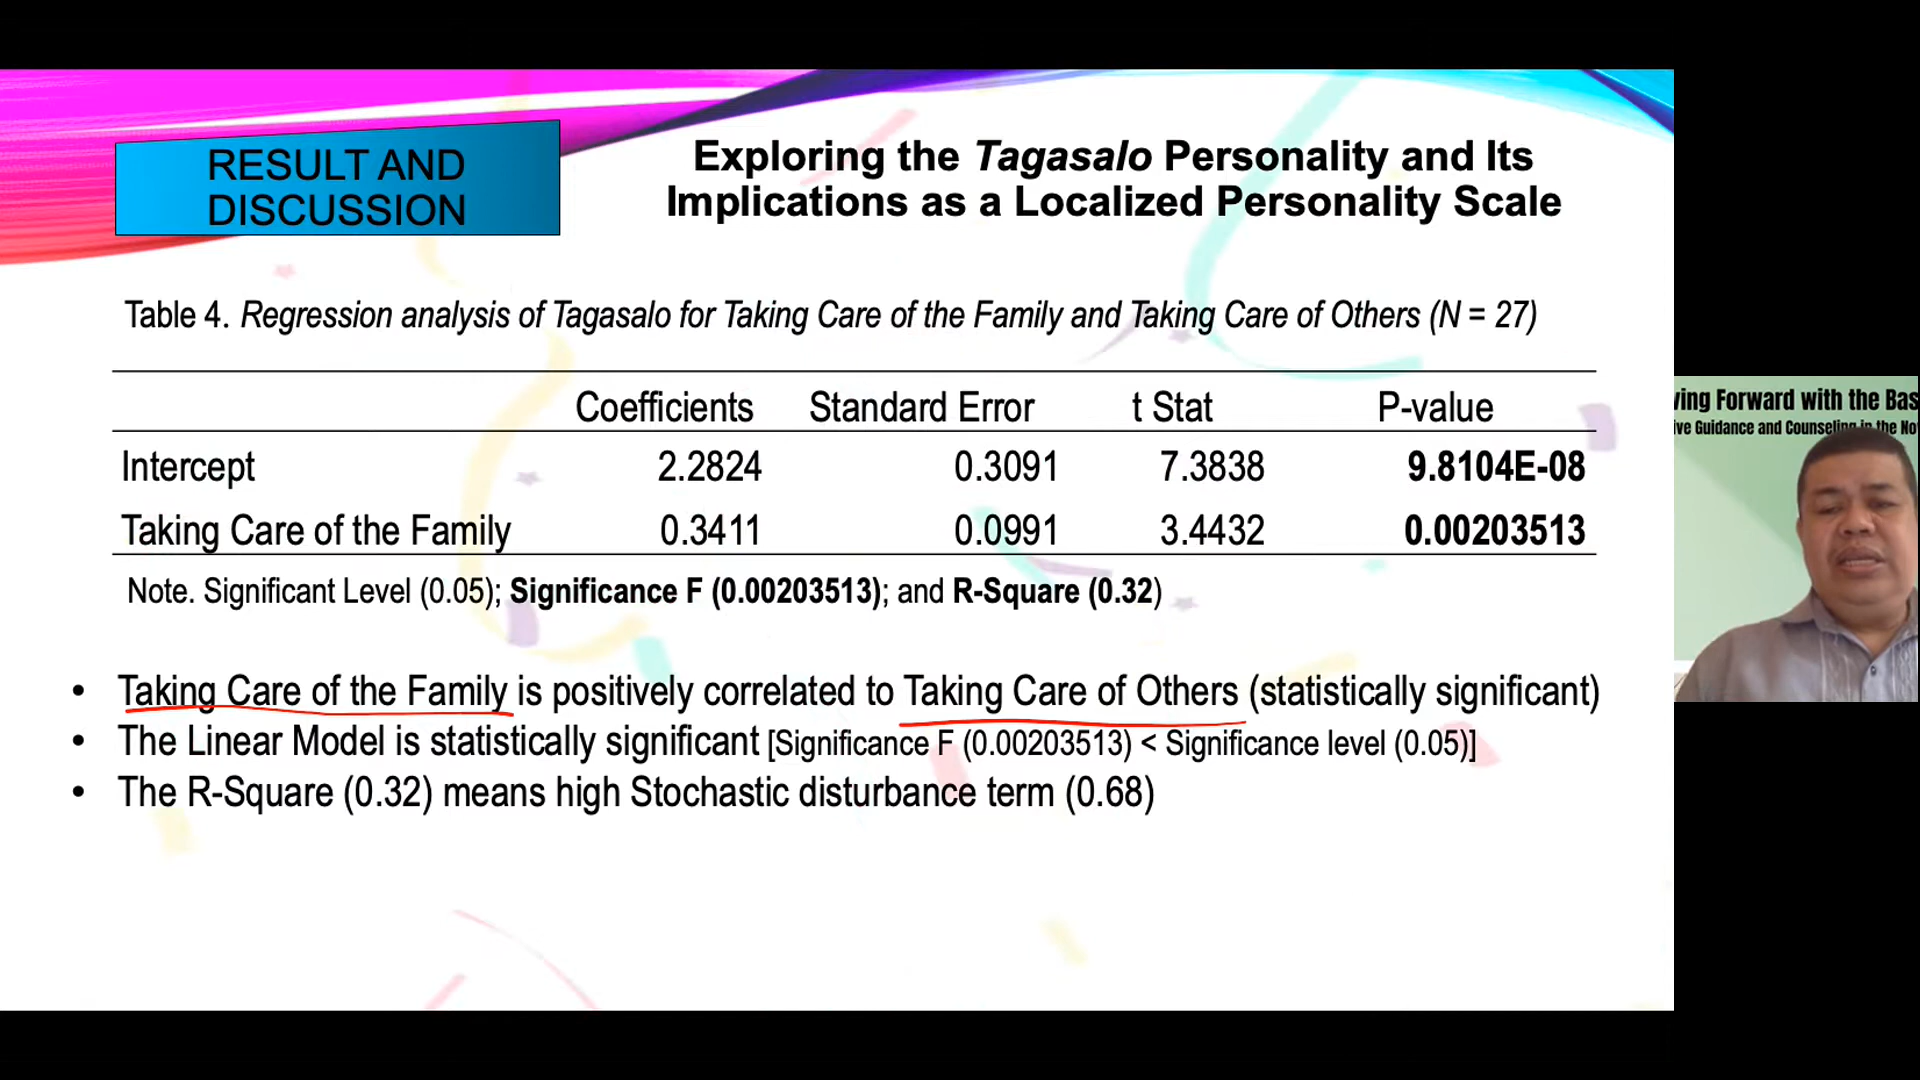 RESULT AND
DISCUSSION
Exploring the Tagasalo Personality and Its
Implications as a Localized Personality Scale
Table 4. Regression analysis of Tagasalo for Taking Care of the Family and Taking Care of Others (N = 27)
Coefficients Standard Error t Stat P-value
Intercept 2.2824 0.3091 7.3838 9.8104E-08
Taking Care of the Family 0.3411 0.0991 3.4432 0.00203513
Note. Significant Level (0.05); Significance F (0.00203513); and R-Square (0.32)
• Taking Care of the Family is positively correlated to Taking Care of Others (statistically significant)
• The Linear Model is statistically significant [Significance F (0.00203513) < Significance level (0.05)]
• The R-Square (0.32) means high Stochastic disturbance term (0.68)
ving Forward with the Bas
ive Guidance and Counseling in the No